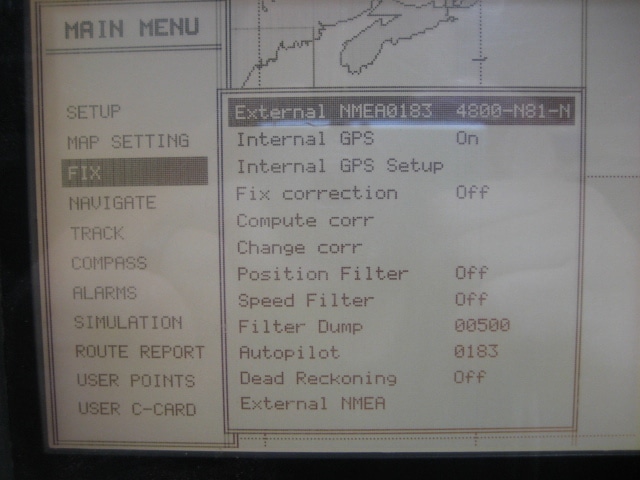 MAIN MENU
SETUP
MAP SETTING
FIX
NAVIGATE
TRACK
COMPASS
ALARMS
SIMULATION
ROUTE REPORT
USER POINTS
USER C-CARD
External NMEA0183 4800-N81-N
Internal GPS On
Internal GPS Setup
Fix correction Off
Compute corr
Change corr
Position Filter Off
Speed Filter Off
Filter Dump 00500
Autopilot 0183
Dead Reckoning Off
External NMEA